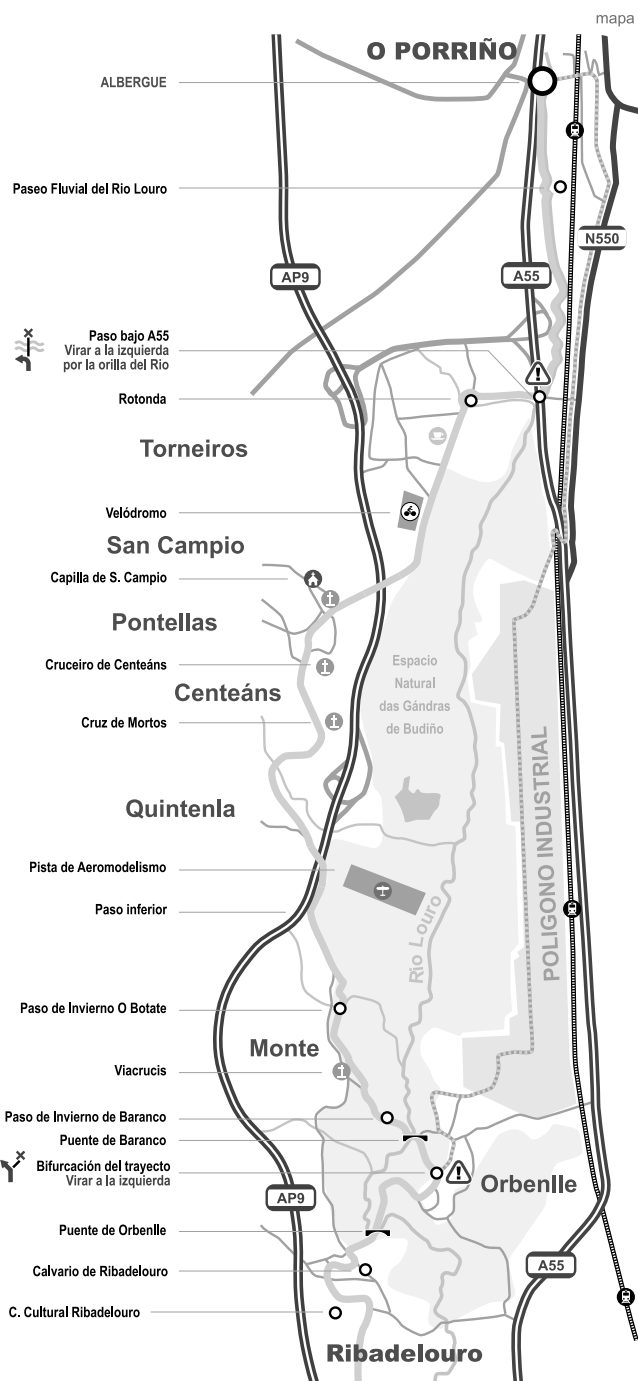 mapa
O PORRIÑO
ALBERGUE
Paseo Fluvial del Rio Louro
N550
AP9
A55
Paso bajo A55
Virar a la izquierda
por la orilla del Rio
Rotonda
Torneiros
Velódromo
San Campio
Capilla de S. Campio
Pontellas
Cruceiro de Centeáns
Espacio
Natural
das Gándras
de Budiño
Centeáns
Cruz de Mortos
POLIGONO INDUSTRIAL
Quintenla
Pista de Aeromodelismo
Paso inferior
Rio Louro
Paso de Invierno O Botate
Monte
Viacrucis
Paso de Invierno de Baranco
Puente de Baranco
Bifurcación del trayecto
Virar a la izquierda
Orbenlle
AP9
Puente de Orbenlle
A55
Calvario de Ribadelouro
C. Cultural Ribadelouro
Ribadelouro